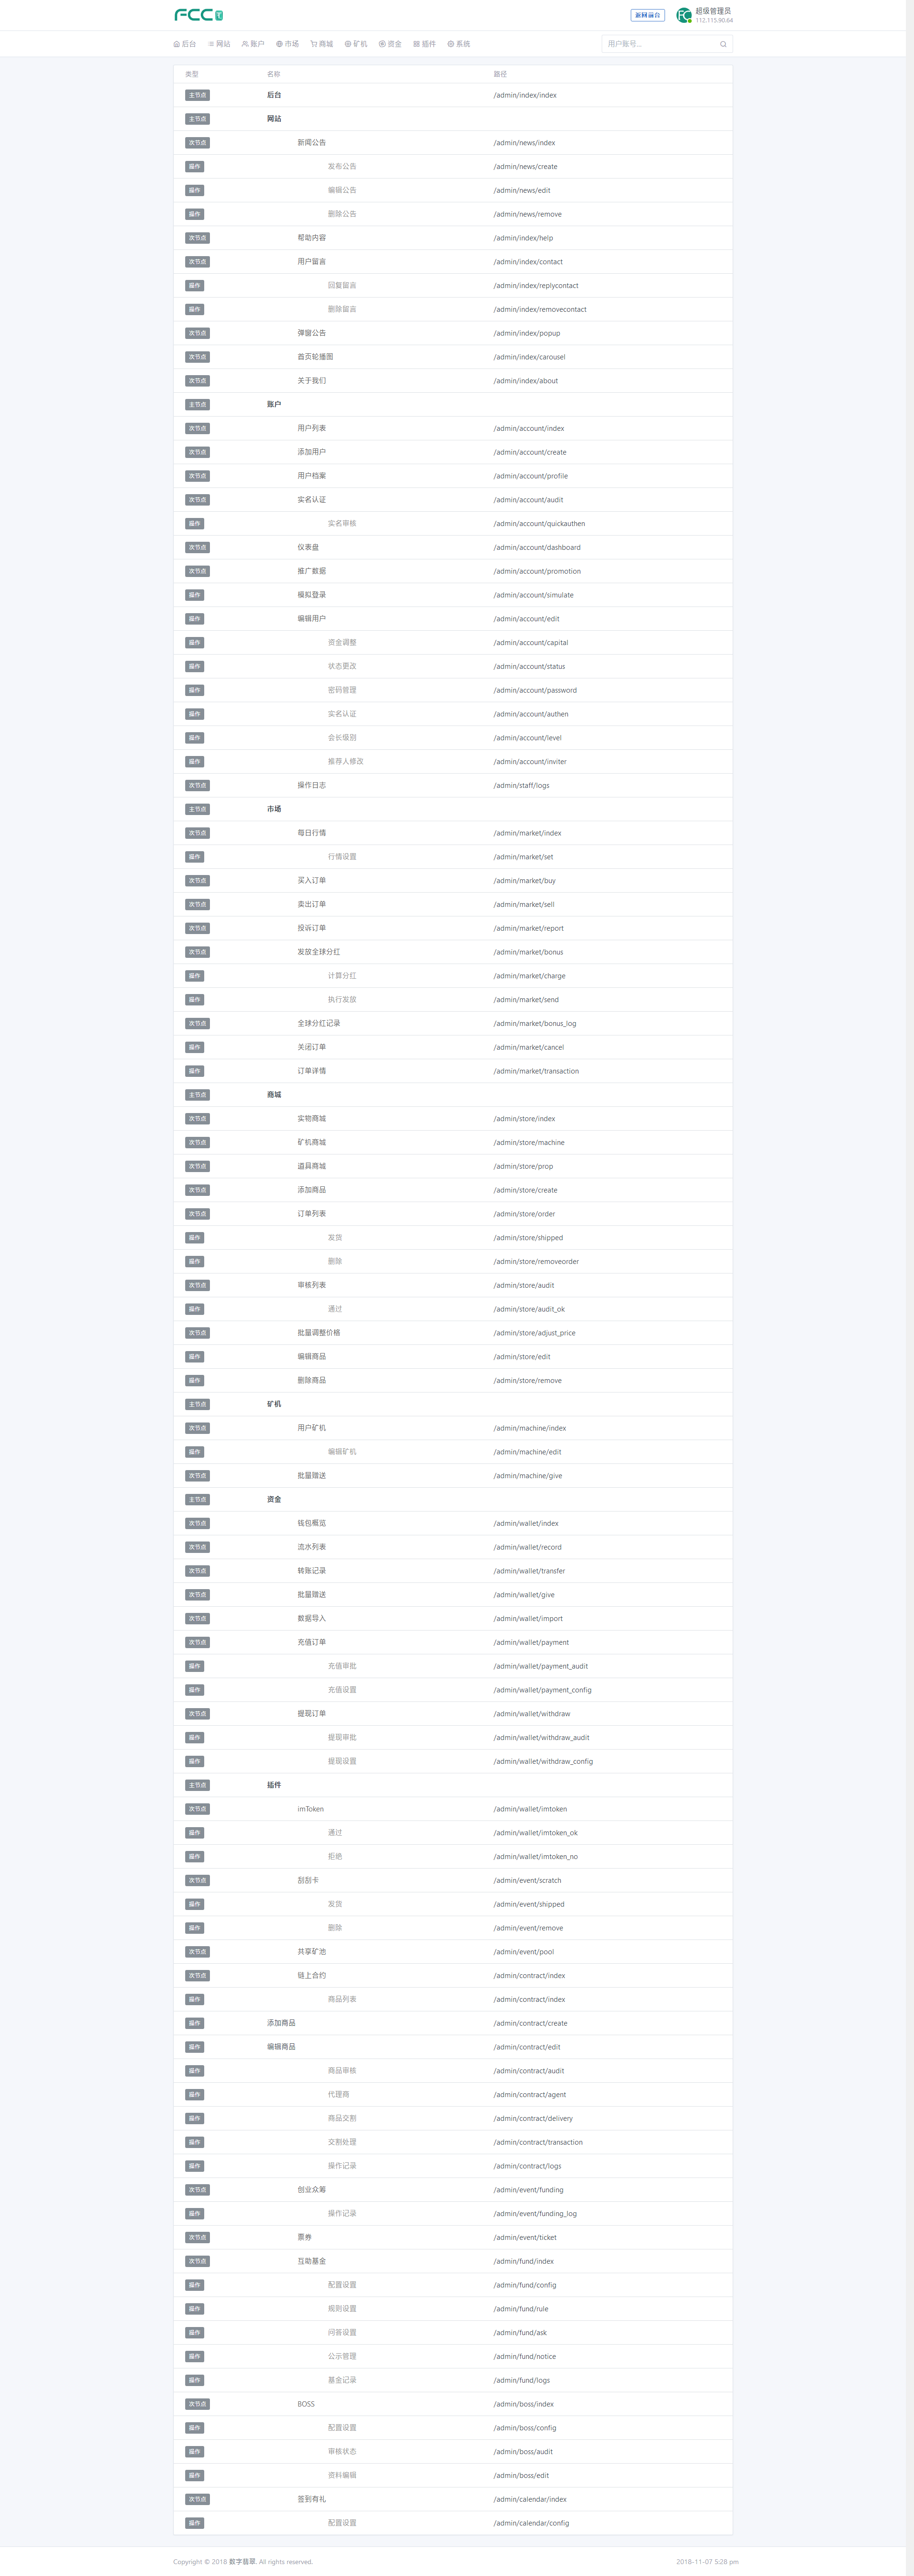 FCC
返回前台
超级管理员
112.115.90.64
后台 网站 账户 市场 商城 矿机 资金 插件 系统
用户账号...
类型 名称 路径
主节点 后台 /admin/index/index
主节点 网站
次节点 新闻公告 /admin/news/index
操作 发布公告 /admin/news/create
操作 编辑公告 /admin/news/edit
操作 删除公告 /admin/news/remove
次节点 帮助内容 /admin/index/help
次节点 用户留言 /admin/index/contact
操作 回复留言 /admin/index/replycontact
操作 删除留言 /admin/index/removecontact
次节点 弹窗公告 /admin/index/popup
次节点 首页轮播图 /admin/index/carousel
次节点 关于我们 /admin/index/about
主节点 账户
次节点 用户列表 /admin/account/index
次节点 添加用户 /admin/account/create
次节点 用户档案 /admin/account/profile
次节点 实名认证 /admin/account/audit
操作 实名审核 /admin/account/quickauthen
次节点 仪表盘 /admin/account/dashboard
次节点 推广数据 /admin/account/promotion
操作 模拟登录 /admin/account/simulate
操作 编辑用户 /admin/account/edit
操作 资金调整 /admin/account/capital
操作 状态更改 /admin/account/status
操作 密码管理 /admin/account/password
操作 实名认证 /admin/account/authen
操作 会长级别 /admin/account/level
操作 推荐人修改 /admin/account/inviter
次节点 操作日志 /admin/staff/logs
主节点 市场
次节点 每日行情 /admin/market/index
操作 行情设置 /admin/market/set
次节点 买入订单 /admin/market/buy
次节点 卖出订单 /admin/market/sell
次节点 投诉订单 /admin/market/report
次节点 发放全球分红 /admin/market/bonus
操作 计算分红 /admin/market/charge
操作 执行发放 /admin/market/send
次节点 全球分红记录 /admin/market/bonus_log
操作 关闭订单 /admin/market/cancel
操作 订单详情 /admin/market/transaction
主节点 商城
次节点 实物商城 /admin/store/index
次节点 矿机商城 /admin/store/machine
次节点 道具商城 /admin/store/prop
次节点 添加商品 /admin/store/create
次节点 订单列表 /admin/store/order
操作 发货 /admin/store/shipped
操作 删除 /admin/store/removeorder
次节点 审核列表 /admin/store/audit
操作 通过 /admin/store/audit_ok
次节点 批量调整价格 /admin/store/adjust_price
操作 编辑商品 /admin/store/edit
操作 删除商品 /admin/store/remove
主节点 矿机
次节点 用户矿机 /admin/machine/index
操作 编辑矿机 /admin/machine/edit
次节点 批量赠送 /admin/machine/give
主节点 资金
次节点 钱包概览 /admin/wallet/index
次节点 流水列表 /admin/wallet/record
次节点 转账记录 /admin/wallet/transfer
次节点 批量赠送 /admin/wallet/give
次节点 数据导入 /admin/wallet/import
次节点 充值订单 /admin/wallet/payment
操作 充值审批 /admin/wallet/payment_audit
操作 充值设置 /admin/wallet/payment_config
次节点 提现订单 /admin/wallet/withdraw
操作 提现审批 /admin/wallet/withdraw_audit
操作 提现设置 /admin/wallet/withdraw_config
主节点 插件
次节点 imToken /admin/wallet/imtoken
操作 通过 /admin/wallet/imtoken_ok
操作 拒绝 /admin/wallet/imtoken_no
次节点 刮刮卡 /admin/event/scratch
操作 发货 /admin/event/shipped
操作 删除 /admin/event/remove
次节点 共享矿池 /admin/event/pool
次节点 链上合约 /admin/contract/index
操作 商品列表 /admin/contract/index
操作 添加商品 /admin/contract/create
操作 编辑商品 /admin/contract/edit
操作 商品审核 /admin/contract/audit
操作 代理商 /admin/contract/agent
操作 商品交割 /admin/contract/delivery
操作 交割处理 /admin/contract/transaction
操作 操作记录 /admin/contract/logs
次节点 创业众筹 /admin/event/funding
操作 操作记录 /admin/event/funding_log
次节点 票券 /admin/event/ticket
次节点 互助基金 /admin/fund/index
操作 配置设置 /admin/fund/config
操作 规则设置 /admin/fund/rule
操作 问答设置 /admin/fund/ask
操作 公示管理 /admin/fund/notice
操作 基金记录 /admin/fund/logs
次节点 BOSS /admin/boss/index
操作 配置设置 /admin/boss/config
操作 审核状态 /admin/boss/audit
操作 资料编辑 /admin/boss/edit
次节点 签到有礼 /admin/calendar/index
操作 配置设置 /admin/calendar/config
Copyright © 2018 数字翡翠. All rights reserved. 2018-11-07 5:28 pm